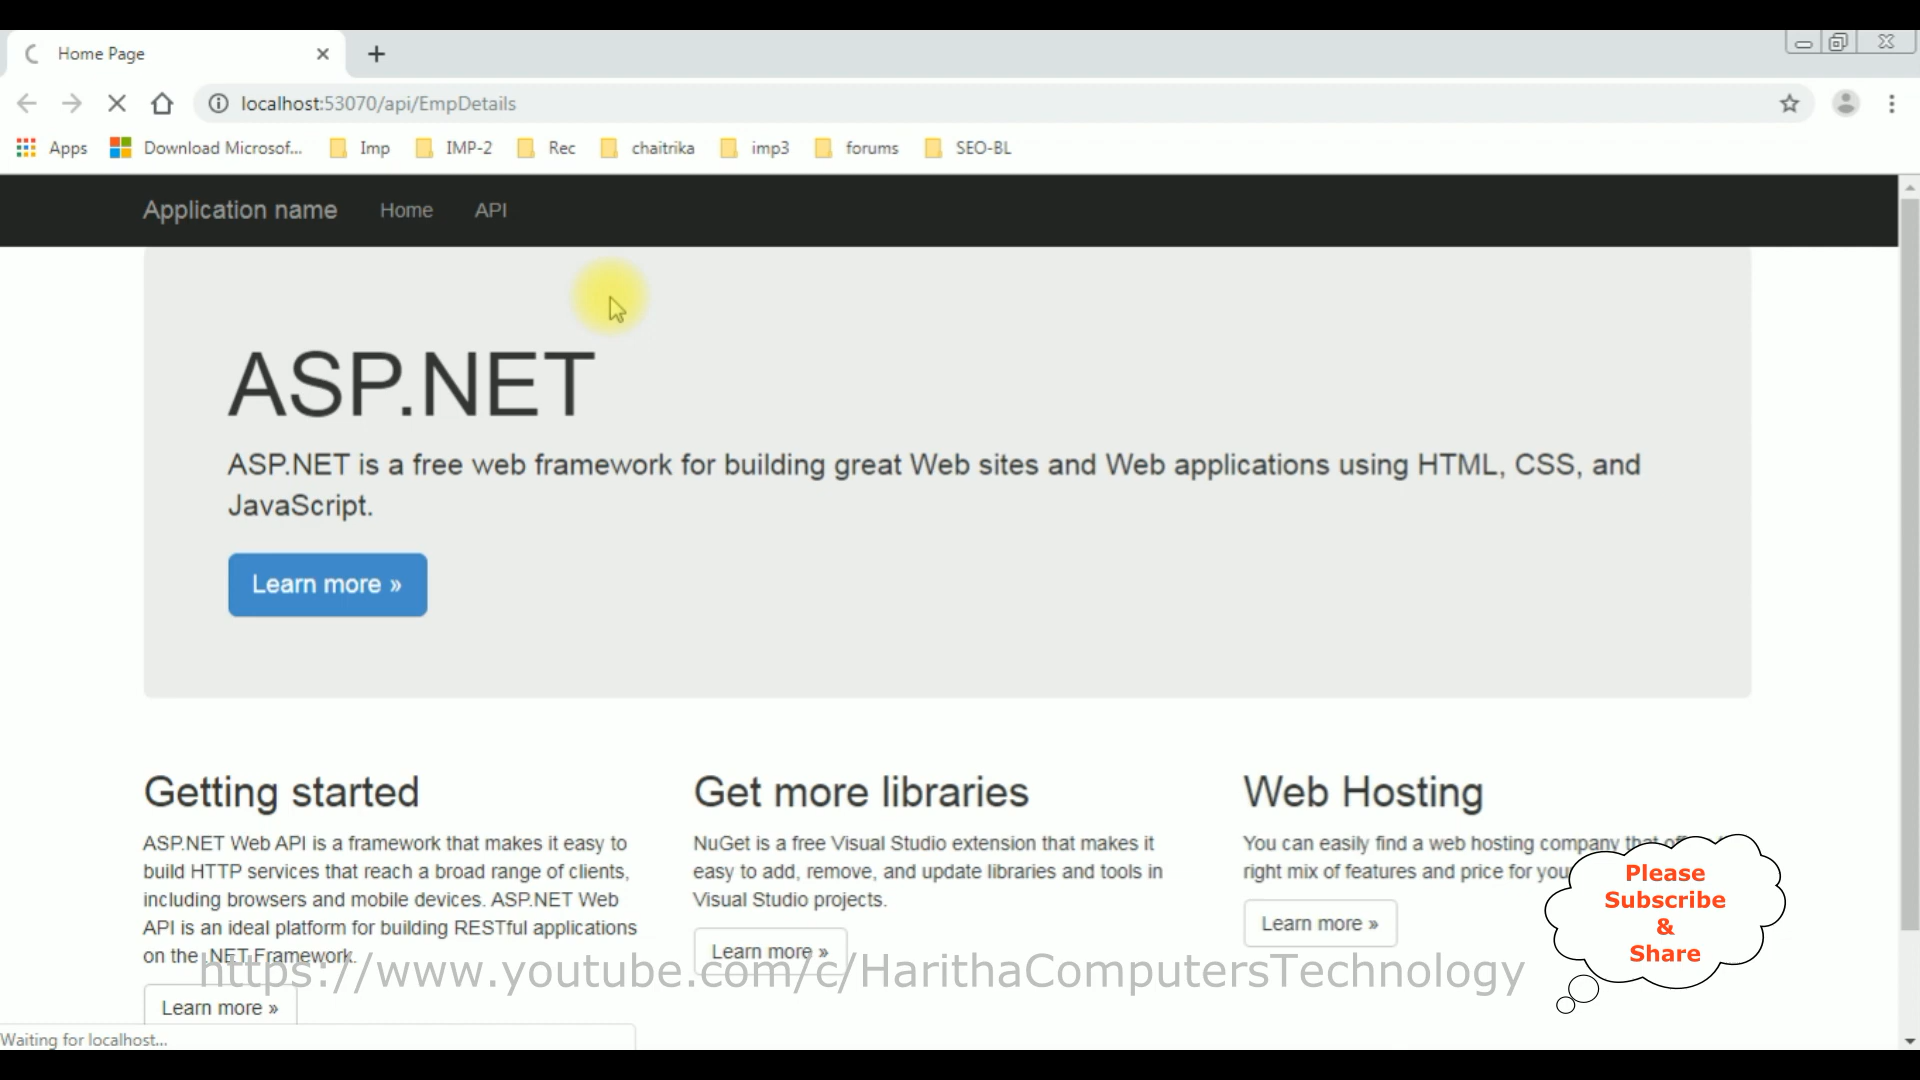 Home Page
localhost:53070/api/EmpDetails
Apps Download Microsof... Imp IMP-2 Rec chaitrika imp3 forums SEO-BL
Application name Home API
ASP.NET
ASP.NET is a free web framework for building great Web sites and Web applications using HTML, CSS, and
JavaScript.
Learn more »
Getting started
ASP.NET Web API is a framework that makes it easy to
build HTTP services that reach a broad range of clients,
including browsers and mobile devices. ASP.NET Web
API is an ideal platform for building RESTful applications
on the .NET Framework.
Learn more »
Get more libraries
NuGet is a free Visual Studio extension that makes it
easy to add, remove, and update libraries and tools in
Visual Studio projects.
Learn more »
Web Hosting
You can easily find a web hosting company that
right mix of features and price for you
Learn more »
Please
Subscribe
&
Share
https://www.youtube.com/c/HarithaComputersTechnology
Waiting for localhost...